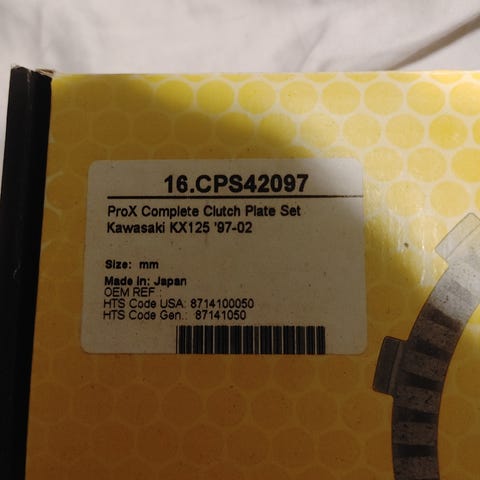 16.CPS42097
ProX Complete Clutch Plate Set
Kawasaki KX125 '97-02
Size: mm
Made in: Japan
OEM REF :
HTS Code USA: 8714100050
HTS Code Gen.: 87141050